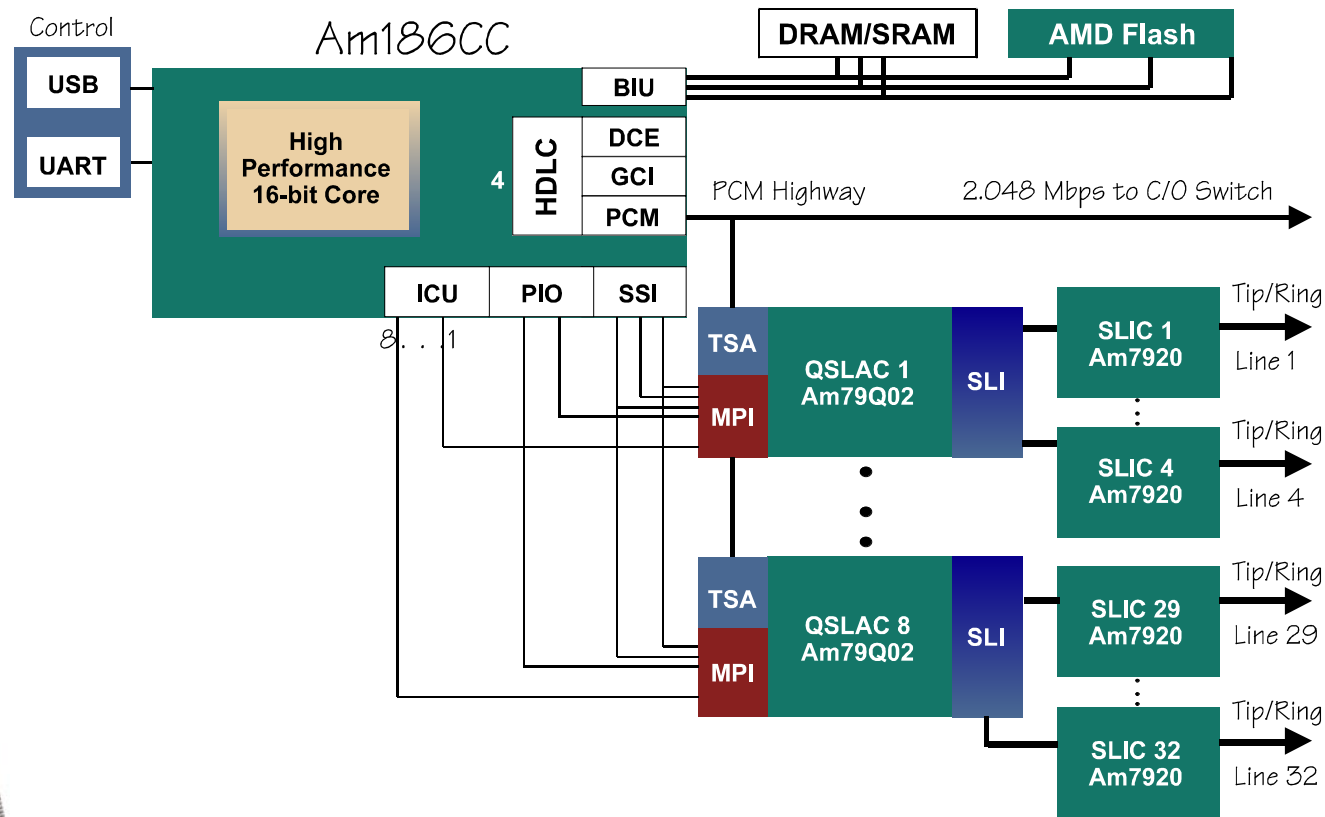 Control
Am186CC
DRAM/SRAM
AMD Flash
USB
UART
High
Performance
16-bit Core
BIU
4
HDLC
DCE
GCI
PCM
PCM Highway
2.048 Mbps to C/O Switch
ICU
PIO
SSI
8. . .1
TSA
MPI
QSLAC 1
Am79Q02
SLI
SLIC 1
Am7920
Tip/Ring
Line 1
SLIC 4
Am7920
Tip/Ring
Line 4
TSA
MPI
QSLAC 8
Am79Q02
SLI
SLIC 29
Am7920
Tip/Ring
Line 29
SLIC 32
Am7920
Tip/Ring
Line 32